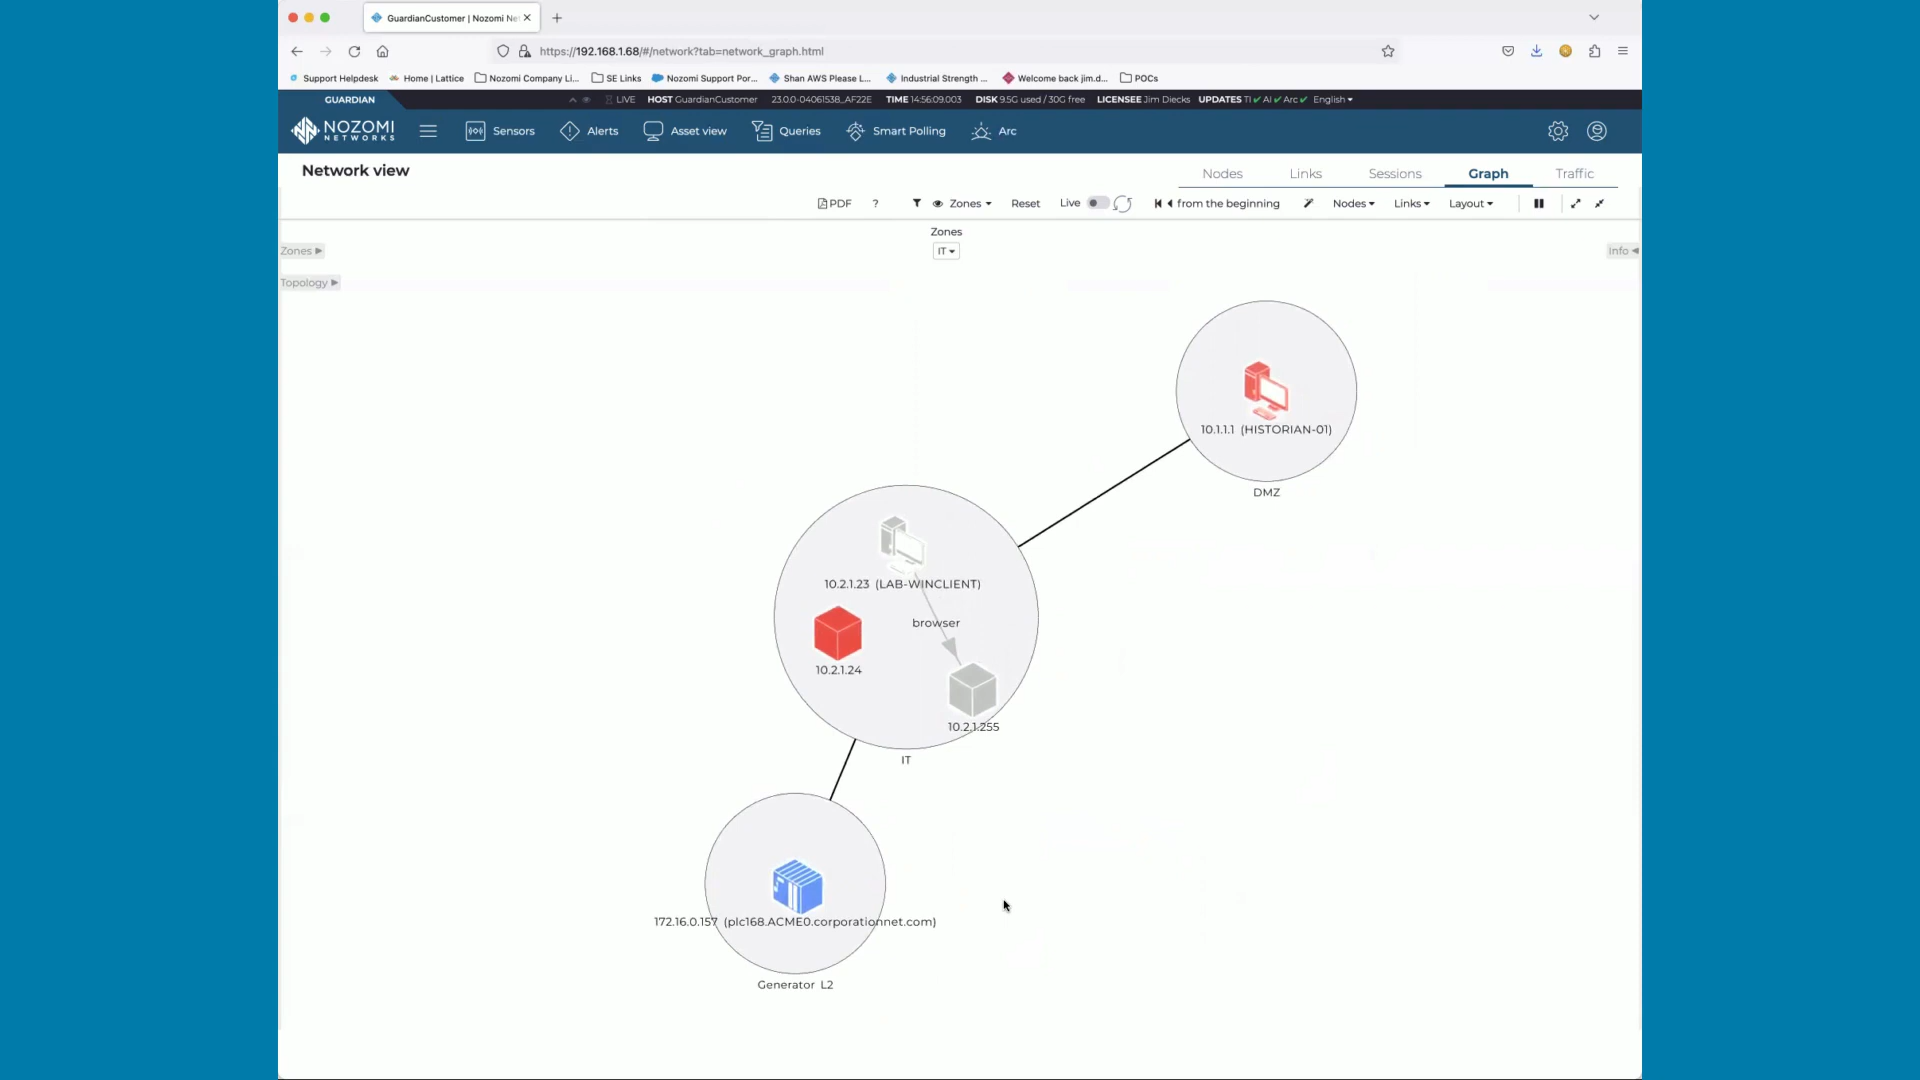 GuardianCustomer | Nozomi Ne
https://192.168.1.68/#/network?tab=network_graph.html
Support Helpdesk Home | Lattice Nozomi Company Li... SE Links Nozomi Support Por... Shan AWS Please L... Industrial Strength ... Welcome back jim.d... POCs
GUARDIAN LIVE HOST GuardianCustomer 23.0.0-04061538_AF22E TIME 14:56:09.003 DISK 9.5G used / 30G free LICENSEE Jim Diecks UPDATES TI ✔ AI ✔ Arc ✔ English
NOZOMI NETWORKS Sensors Alerts Asset view Queries Smart Polling Arc
Network view Nodes Links Sessions Graph Traffic
PDF ? Zones Reset Live from the beginning Nodes Links Layout
Zones
IT
Zones
Info
Topology
10.1.1.1 (HISTORIAN-01)
DMZ
10.2.1.23 (LAB-WINCLIENT)
browser
10.2.1.24
10.2.1.255
IT
172.16.0.157 (plc168.ACME0.corporationnet.com)
Generator L2